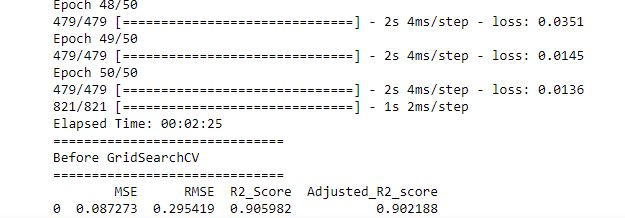 Epoch 48/50
479/479 [==============================] - 2s 4ms/step - loss: 0.0351
Epoch 49/50
479/479 [==============================] - 2s 4ms/step - loss: 0.0145
Epoch 50/50
479/479 [==============================] - 2s 4ms/step - loss: 0.0136
821/821 [==============================] - 1s 2ms/step
Elapsed Time: 00:02:25
==============================
Before GridSearchCV
==============================
MSE RMSE R2_Score Adjusted_R2_score
0 0.087273 0.295419 0.905982 0.902188